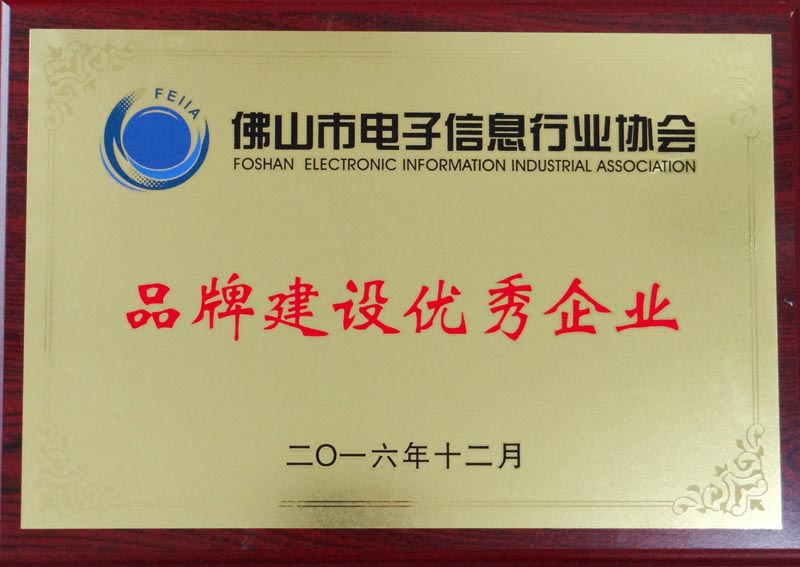 FEIIA
佛山市电子信息行业协会
FOSHAN ELECTRONIC INFORMATION INDUSTRIAL ASSOCIATION
品牌建设优秀企业
二〇一六年十二月